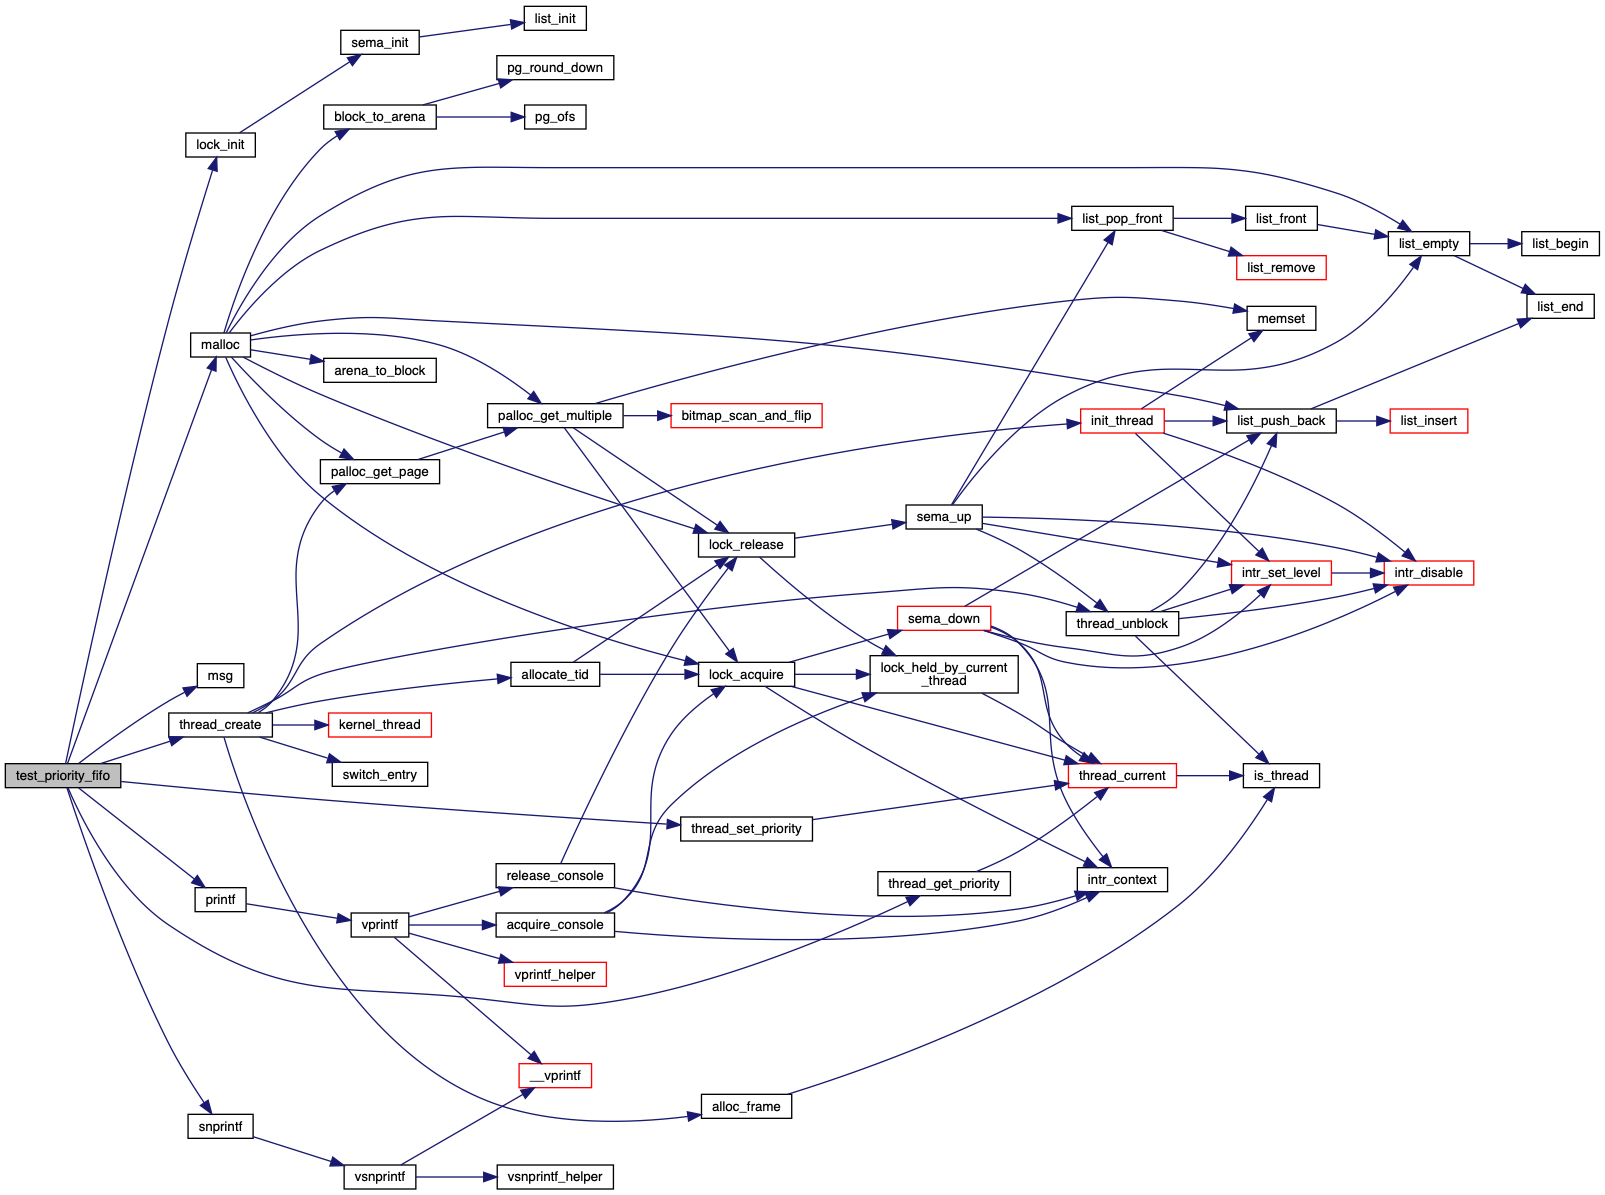 list_init
sema_init
pg_round_down
block_to_arena
pg_ofs
lock_init
list_pop_front
list_front
list_empty
list_begin
list_remove
list_end
memset
malloc
arena_to_block
palloc_get_multiple
bitmap_scan_and_flip
init_thread
list_push_back
list_insert
palloc_get_page
sema_up
lock_release
intr_set_level
intr_disable
sema_down
thread_unblock
msg
allocate_tid
lock_acquire
lock_held_by_current
_thread
thread_create
kernel_thread
switch_entry
test_priority_fifo
thread_current
is_thread
thread_set_priority
release_console
thread_get_priority
intr_context
printf
vprintf
acquire_console
vprintf_helper
__vprintf
alloc_frame
snprintf
vsnprintf
vsnprintf_helper